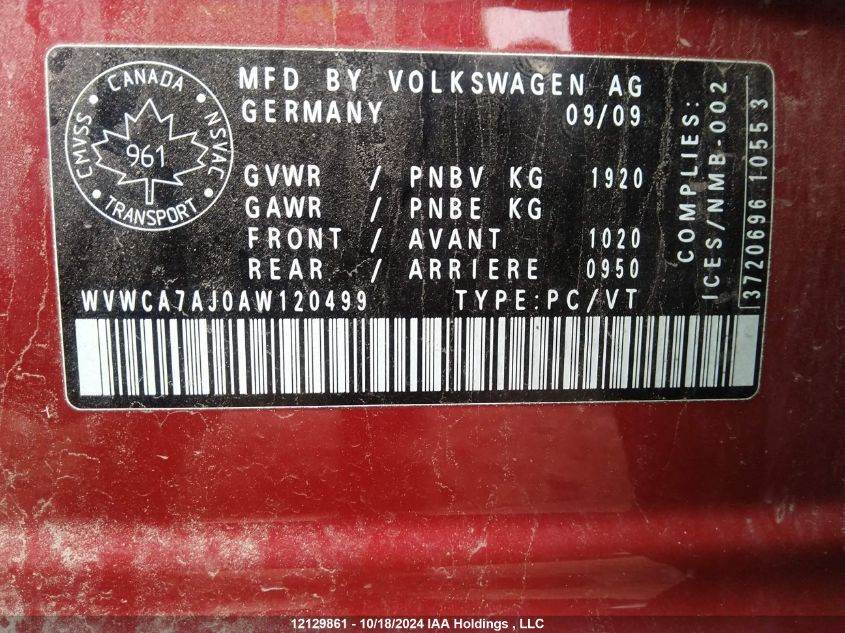 CANADA
CMVSS
NSVAC
961
TRANSPORT
MFD BY VOLKSWAGEN AG
GERMANY 09/09
GVWR / PNBV KG 1920
GAWR / PNBE KG
FRONT / AVANT 1020
REAR / ARRIERE 0950
WVWCA7AJ0AW120499 TYPE:PC/VT
COMPLIES:
ICES/NMB-002
3720696 1055 3
12129861 - 10/18/2024 IAA Holdings , LLC